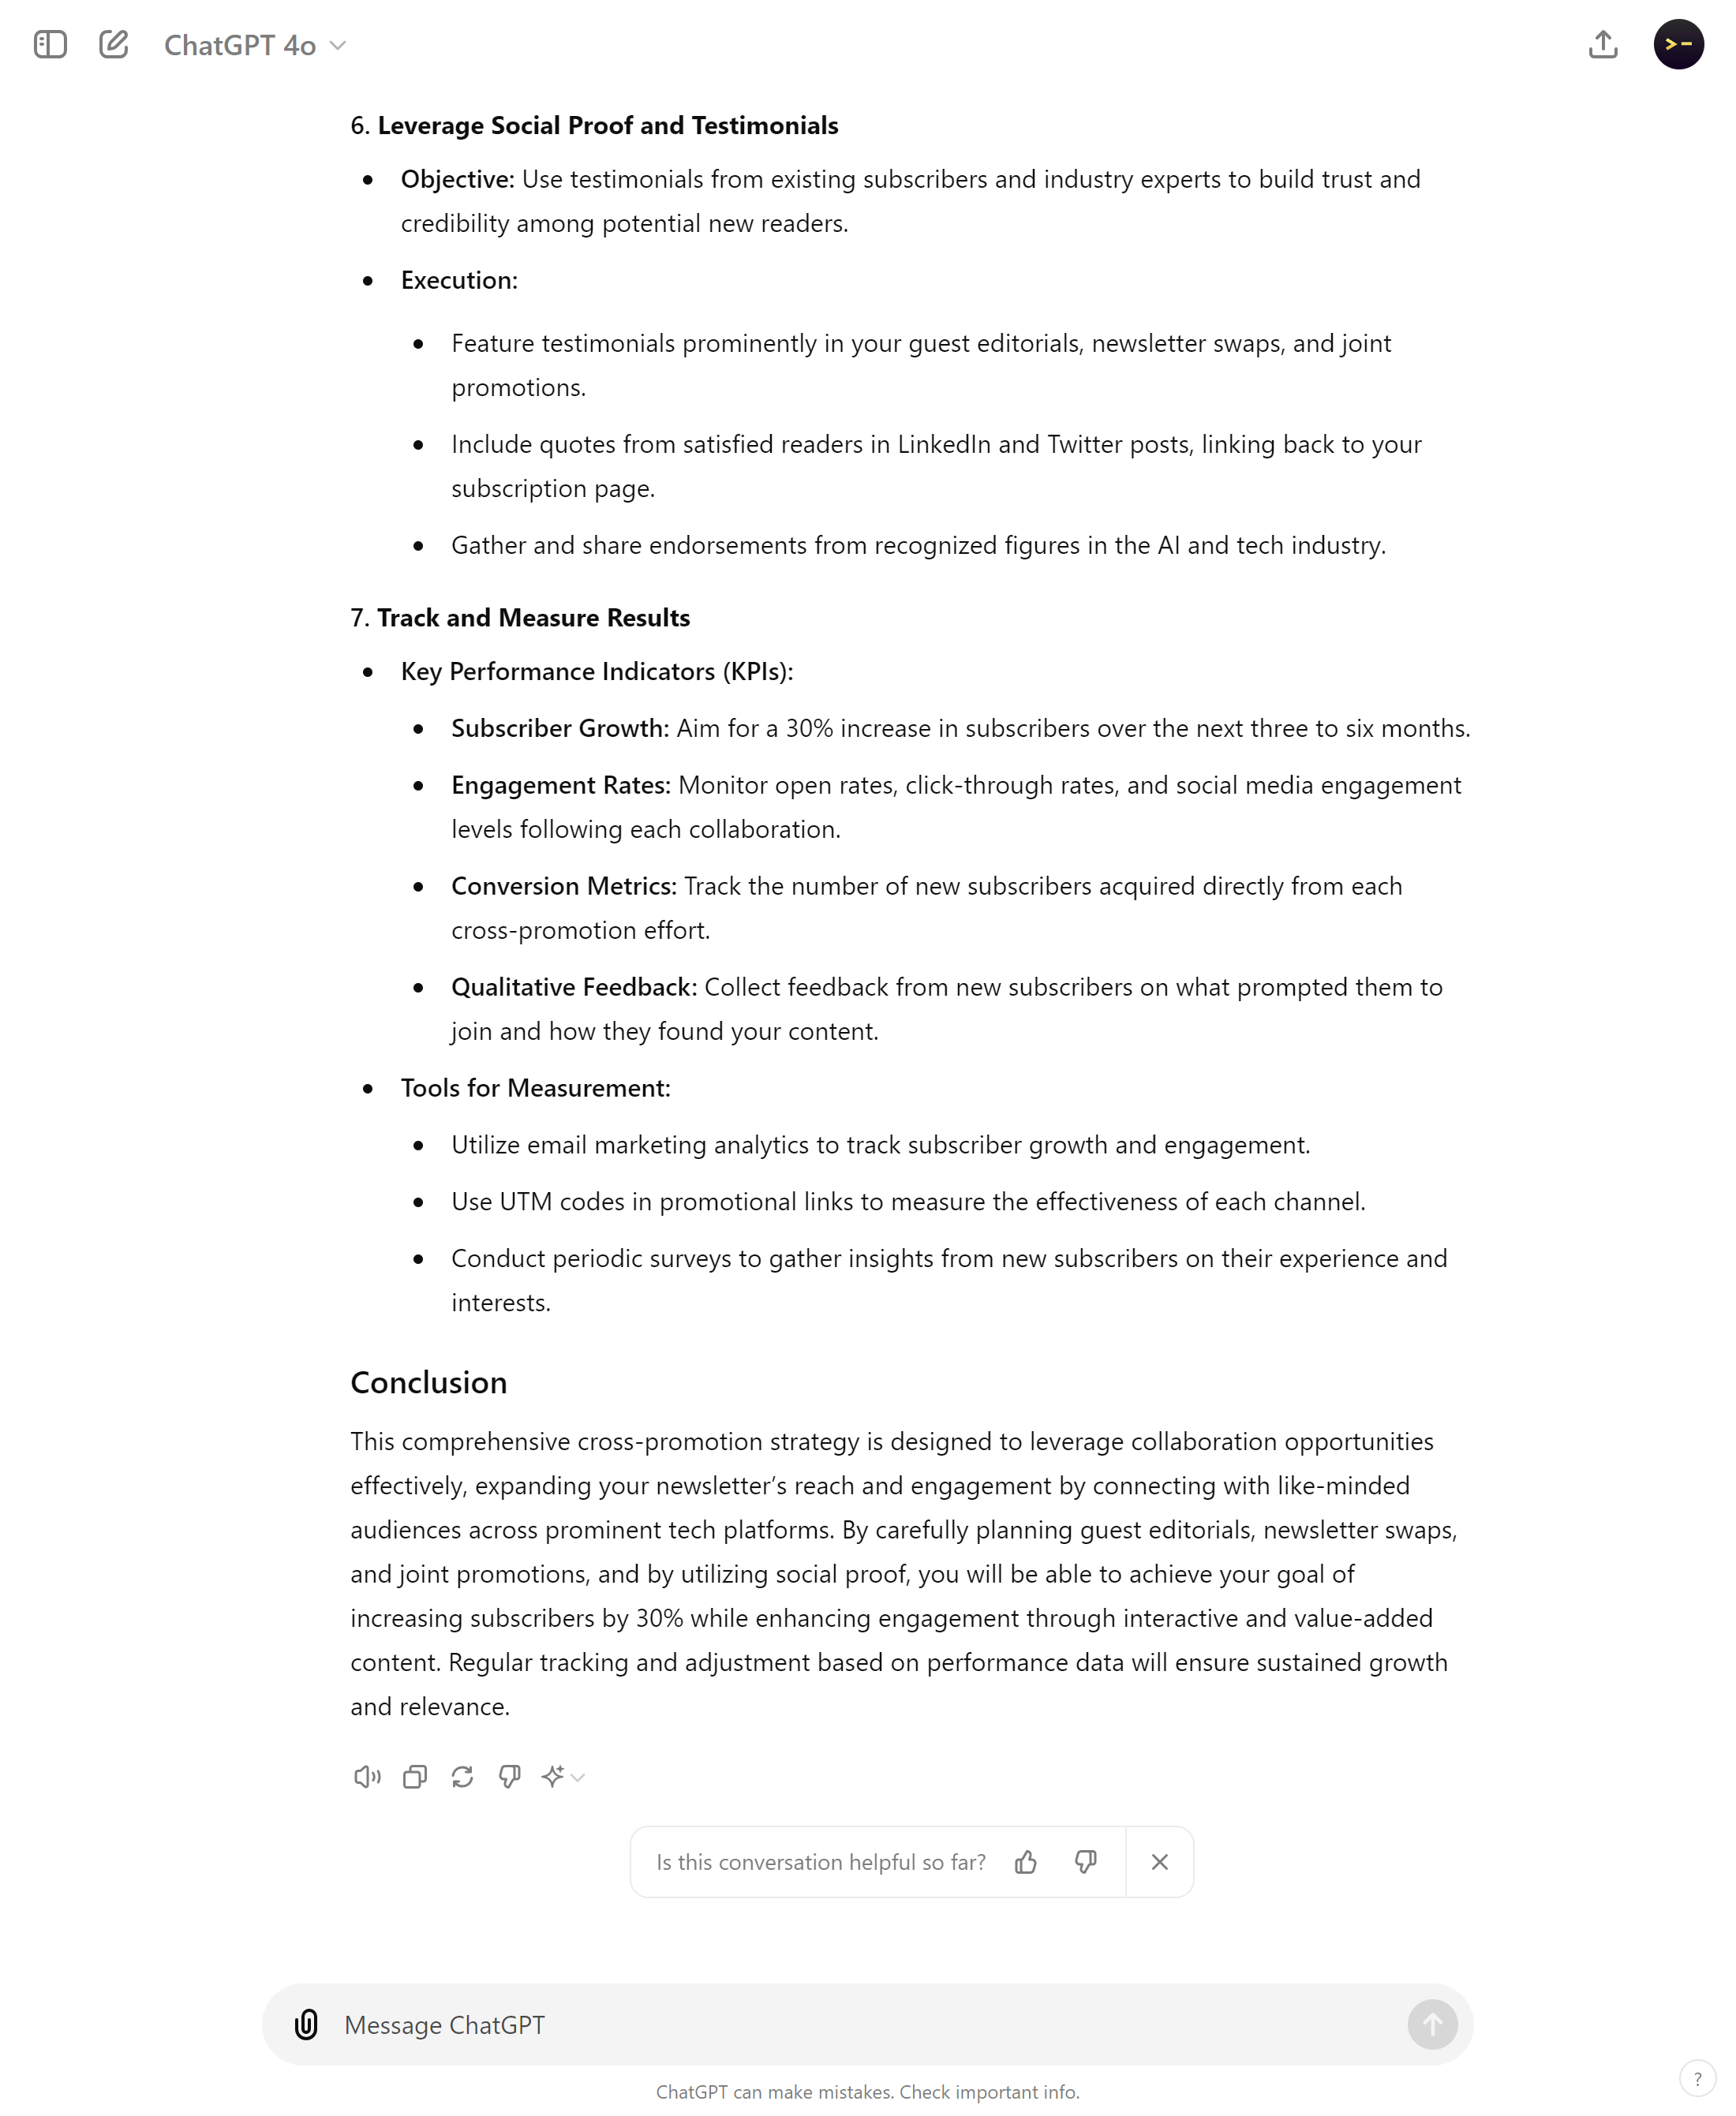 ChatGPT 4o
6. Leverage Social Proof and Testimonials
• Objective: Use testimonials from existing subscribers and industry experts to build trust and
credibility among potential new readers.
• Execution:
• Feature testimonials prominently in your guest editorials, newsletter swaps, and joint
promotions.
• Include quotes from satisfied readers in LinkedIn and Twitter posts, linking back to your
subscription page.
• Gather and share endorsements from recognized figures in the AI and tech industry.
7. Track and Measure Results
• Key Performance Indicators (KPIs):
• Subscriber Growth: Aim for a 30% increase in subscribers over the next three to six months.
• Engagement Rates: Monitor open rates, click-through rates, and social media engagement
levels following each collaboration.
• Conversion Metrics: Track the number of new subscribers acquired directly from each
cross-promotion effort.
• Qualitative Feedback: Collect feedback from new subscribers on what prompted them to
join and how they found your content.
• Tools for Measurement:
• Utilize email marketing analytics to track subscriber growth and engagement.
• Use UTM codes in promotional links to measure the effectiveness of each channel.
• Conduct periodic surveys to gather insights from new subscribers on their experience and
interests.
Conclusion
This comprehensive cross-promotion strategy is designed to leverage collaboration opportunities
effectively, expanding your newsletter’s reach and engagement by connecting with like-minded
audiences across prominent tech platforms. By carefully planning guest editorials, newsletter swaps,
and joint promotions, and by utilizing social proof, you will be able to achieve your goal of
increasing subscribers by 30% while enhancing engagement through interactive and value-added
content. Regular tracking and adjustment based on performance data will ensure sustained growth
and relevance.
Is this conversation helpful so far?
Message ChatGPT
ChatGPT can make mistakes. Check important info.
?